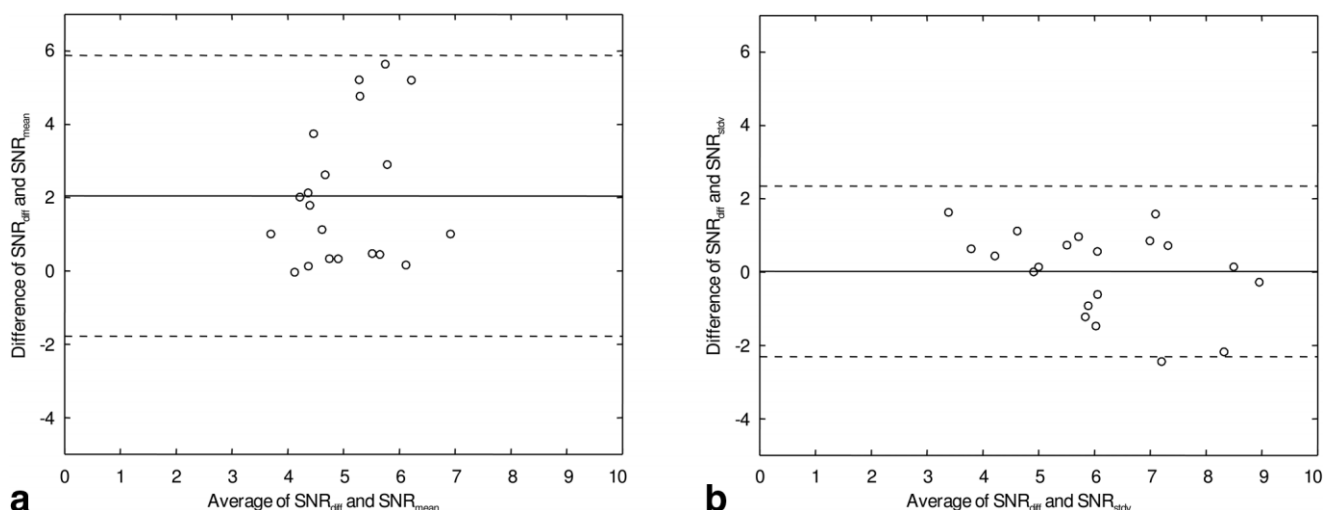 6
4
2
0
-2
-4
Difference of SNRdiff and SNRmean
0 1 2 3 4 5 6 7 8 9 10
Average of SNRdiff and SNRmean
a
6
4
2
0
-2
-4
Difference of SNRdiff and SNRstdv
0 1 2 3 4 5 6 7 8 9 10
Average of SNRdiff and SNRstdv
b